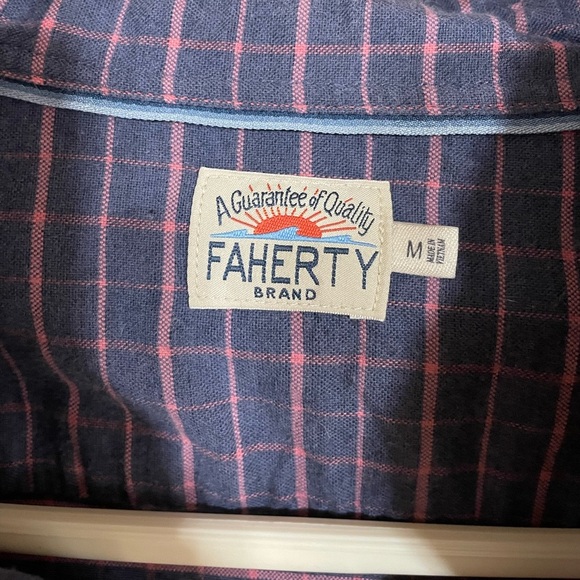 A Guarantee of Quality
FAHERTY
BRAND
M
MADE IN
VIETNAM